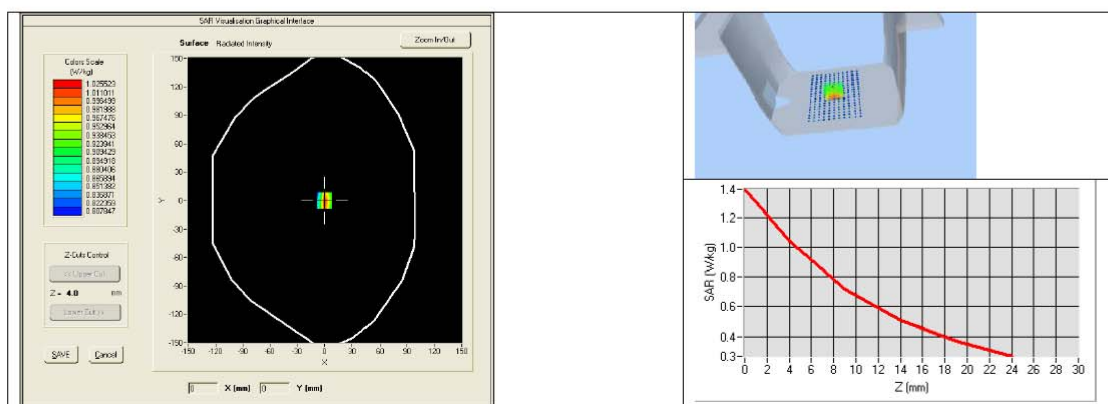 SAR Visualisation Graphical Interface
Surface Radiated Intensity
Zoom In/Out
Colors Scale
(W/kg)
1.025523
1.011011
0.996499
0.981988
0.967476
0.952964
0.938453
0.923941
0.909429
0.894918
0.880406
0.865894
0.851382
0.836871
0.822359
0.807847
Z-Cuts Control
Z = 4.0 mm
SAVE
Cancel
150
120
90
60
30
0
-30
-60
-90
-120
-150
Y
-150 -120 -90 -60 -30 0 30 60 90 120 150
X
0 X (mm) 0 Y (mm)
1.4
1.2
1.0
0.8
0.6
0.4
0.3
SAR (W/kg)
0 2 4 6 8 10 12 14 16 18 20 22 24 26 28 30
Z (mm)